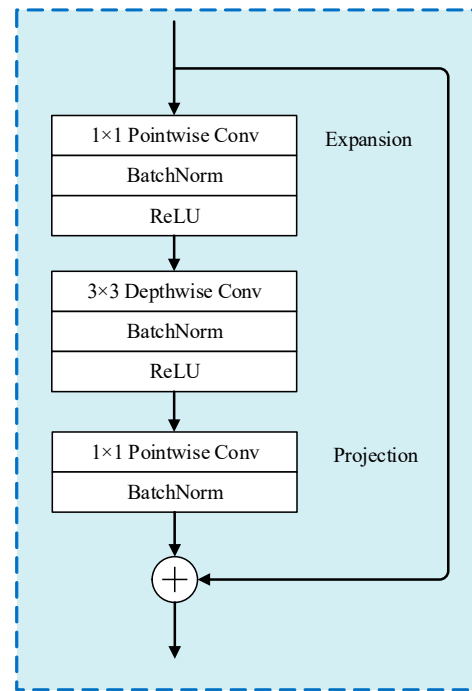 1×1 Pointwise Conv
Expansion
BatchNorm
ReLU
3×3 Depthwise Conv
BatchNorm
ReLU
1×1 Pointwise Conv
Projection
BatchNorm
+